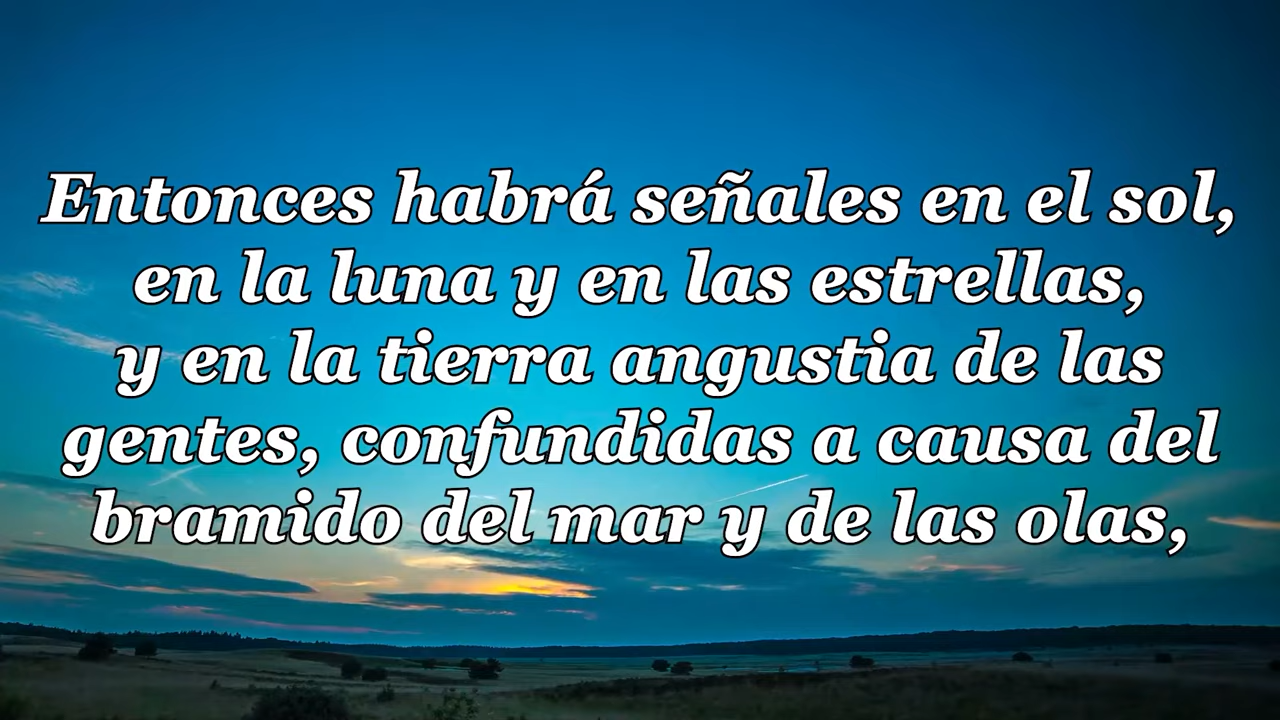 Entonces habrá señales en el sol,
en la luna y en las estrellas,
y en la tierra angustia de las
gentes, confundidas a causa del
bramido del mar y de las olas,